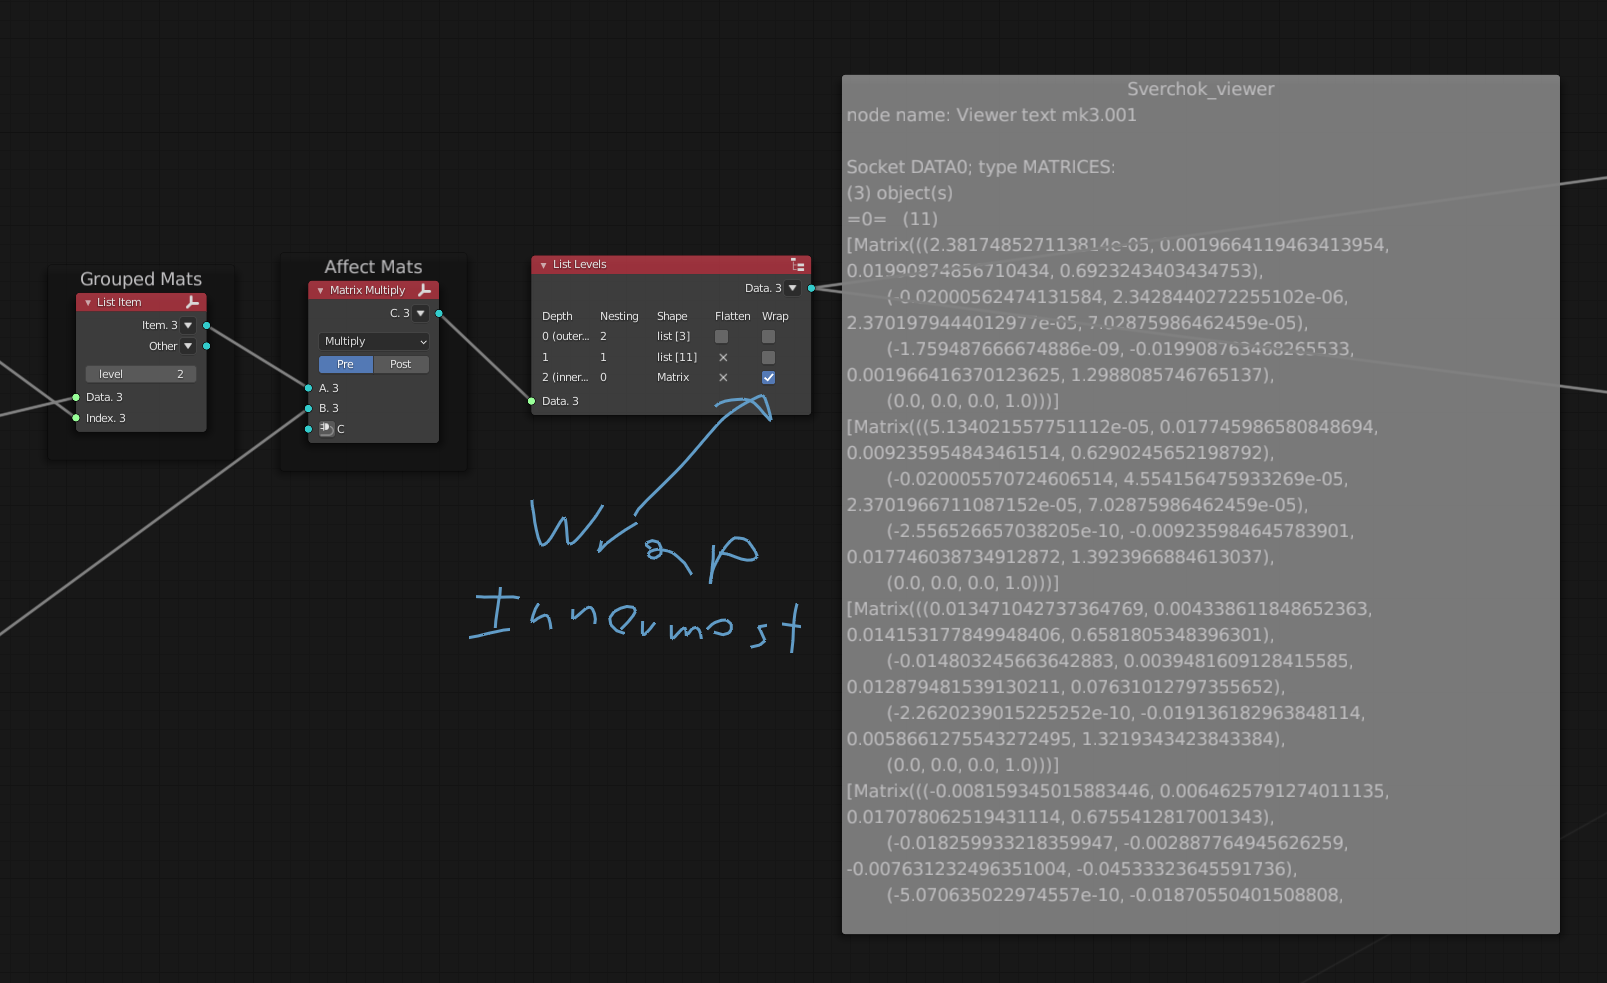 Grouped Mats
List Item
Item. 3
Other
level 2
Data. 3
Index. 3
Affect Mats
Matrix Multiply
C. 3
Multiply
Pre Post
A. 3
B. 3
C
List Levels
Data. 3
Depth Nesting Shape Flatten Wrap
0 (outer... 2 list [3]
1 1 list [11]
2 (inner... 0 Matrix
Data. 3
Wrap
Innermost
Sverchok_viewer
node name: Viewer text mk3.001
Socket DATA0; type MATRICES:
(3) object(s)
=0= (11)
[Matrix(((2.381748527113814e-05, 0.0019664119463413954,
0.01990874856710434, 0.6923243403434753),
(-0.02000562474131584, 2.3428440272255102e-06,
2.3701979444012977e-05, 7.02875986462459e-05),
(-1.759487666674886e-09, -0.019908763468265533,
0.001966416370123625, 1.2988085746765137),
(0.0, 0.0, 0.0, 1.0)))]
[Matrix(((5.134021557751112e-05, 0.017745986580848694,
0.009235954843461514, 0.6290245652198792),
(-0.020005570724606514, 4.554156475933269e-05,
2.3701966711087152e-05, 7.02875986462459e-05),
(-2.556526657038205e-10, -0.009235984645783901,
0.017746038734912872, 1.3923966884613037),
(0.0, 0.0, 0.0, 1.0)))]
[Matrix(((0.013471042737364769, 0.004338611848652363,
0.014153177849948406, 0.6581805348396301),
(-0.014803245663642883, 0.0039481609128415585,
0.012879481539130211, 0.07631012797355652),
(-2.2620239015225252e-10, -0.019136182963848114,
0.0058661275543272495, 1.32193434​23843384),
(0.0, 0.0, 0.0, 1.0)))]
[Matrix(((-0.008159345015883446, 0.0064625791274011135,
0.017078062519431114, 0.6755412817001343),
(-0.018259933218359947, -0.002887764945626259,
-0.007631232496351004, -0.04533323645591736),
(-5.070635022974557e-10, -0.01870550401508808,